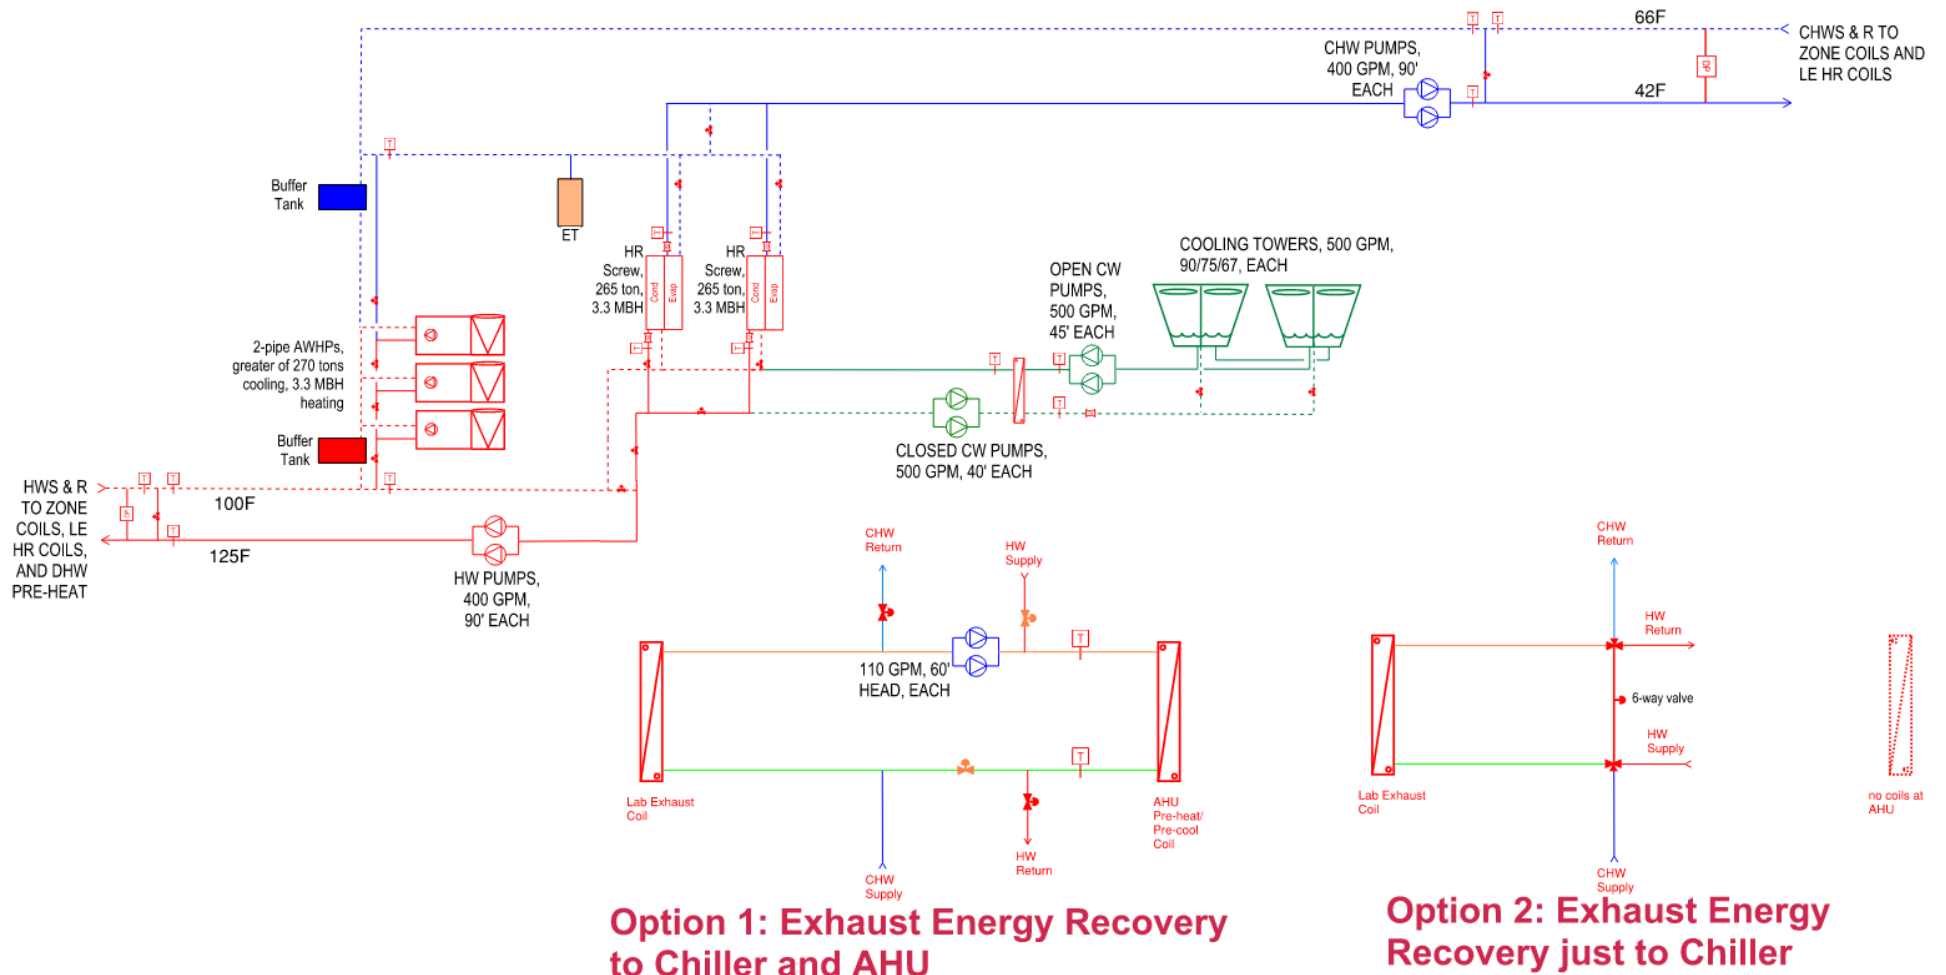 66F
CHWS & R TO
ZONE COILS AND
LE HR COILS
CHW PUMPS,
400 GPM, 90'
EACH
42F
DP
T
T
T
T
Buffer
Tank
ET
HR
Screw,
265 ton,
3.3 MBH
Cond
Evap
T
T
HR
Screw,
265 ton,
3.3 MBH
Cond
Evap
T
T
OPEN CW
PUMPS,
500 GPM,
45' EACH
COOLING TOWERS, 500 GPM,
90/75/67, EACH
T
T
T
2-pipe AWHPs,
greater of 270 tons
cooling, 3.3 MBH
heating
Buffer
Tank
CLOSED CW PUMPS,
500 GPM, 40' EACH
HWS & R
TO ZONE
COILS, LE
HR COILS,
AND DHW
PRE-HEAT
T
T
T
T
100F
125F
HW PUMPS,
400 GPM,
90' EACH
CHW
Return
HW
Supply
T
110 GPM, 60'
HEAD, EACH
T
Lab Exhaust
Coil
AHU
Pre-heat/
Pre-cool
Coil
HW
Return
CHW
Supply
Option 1: Exhaust Energy Recovery
to Chiller and AHU
CHW
Return
HW
Return
6-way valve
HW
Supply
Lab Exhaust
Coil
no coils at
AHU
CHW
Supply
Option 2: Exhaust Energy
Recovery just to Chiller